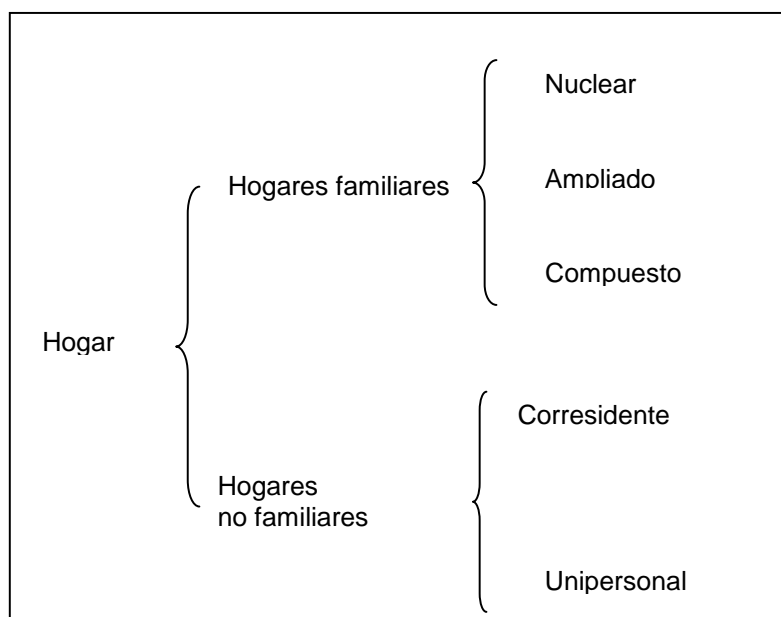 Nuclear
Hogares familiares
Ampliado
Compuesto
Hogar
Corresidente
Hogares
no familiares
Unipersonal